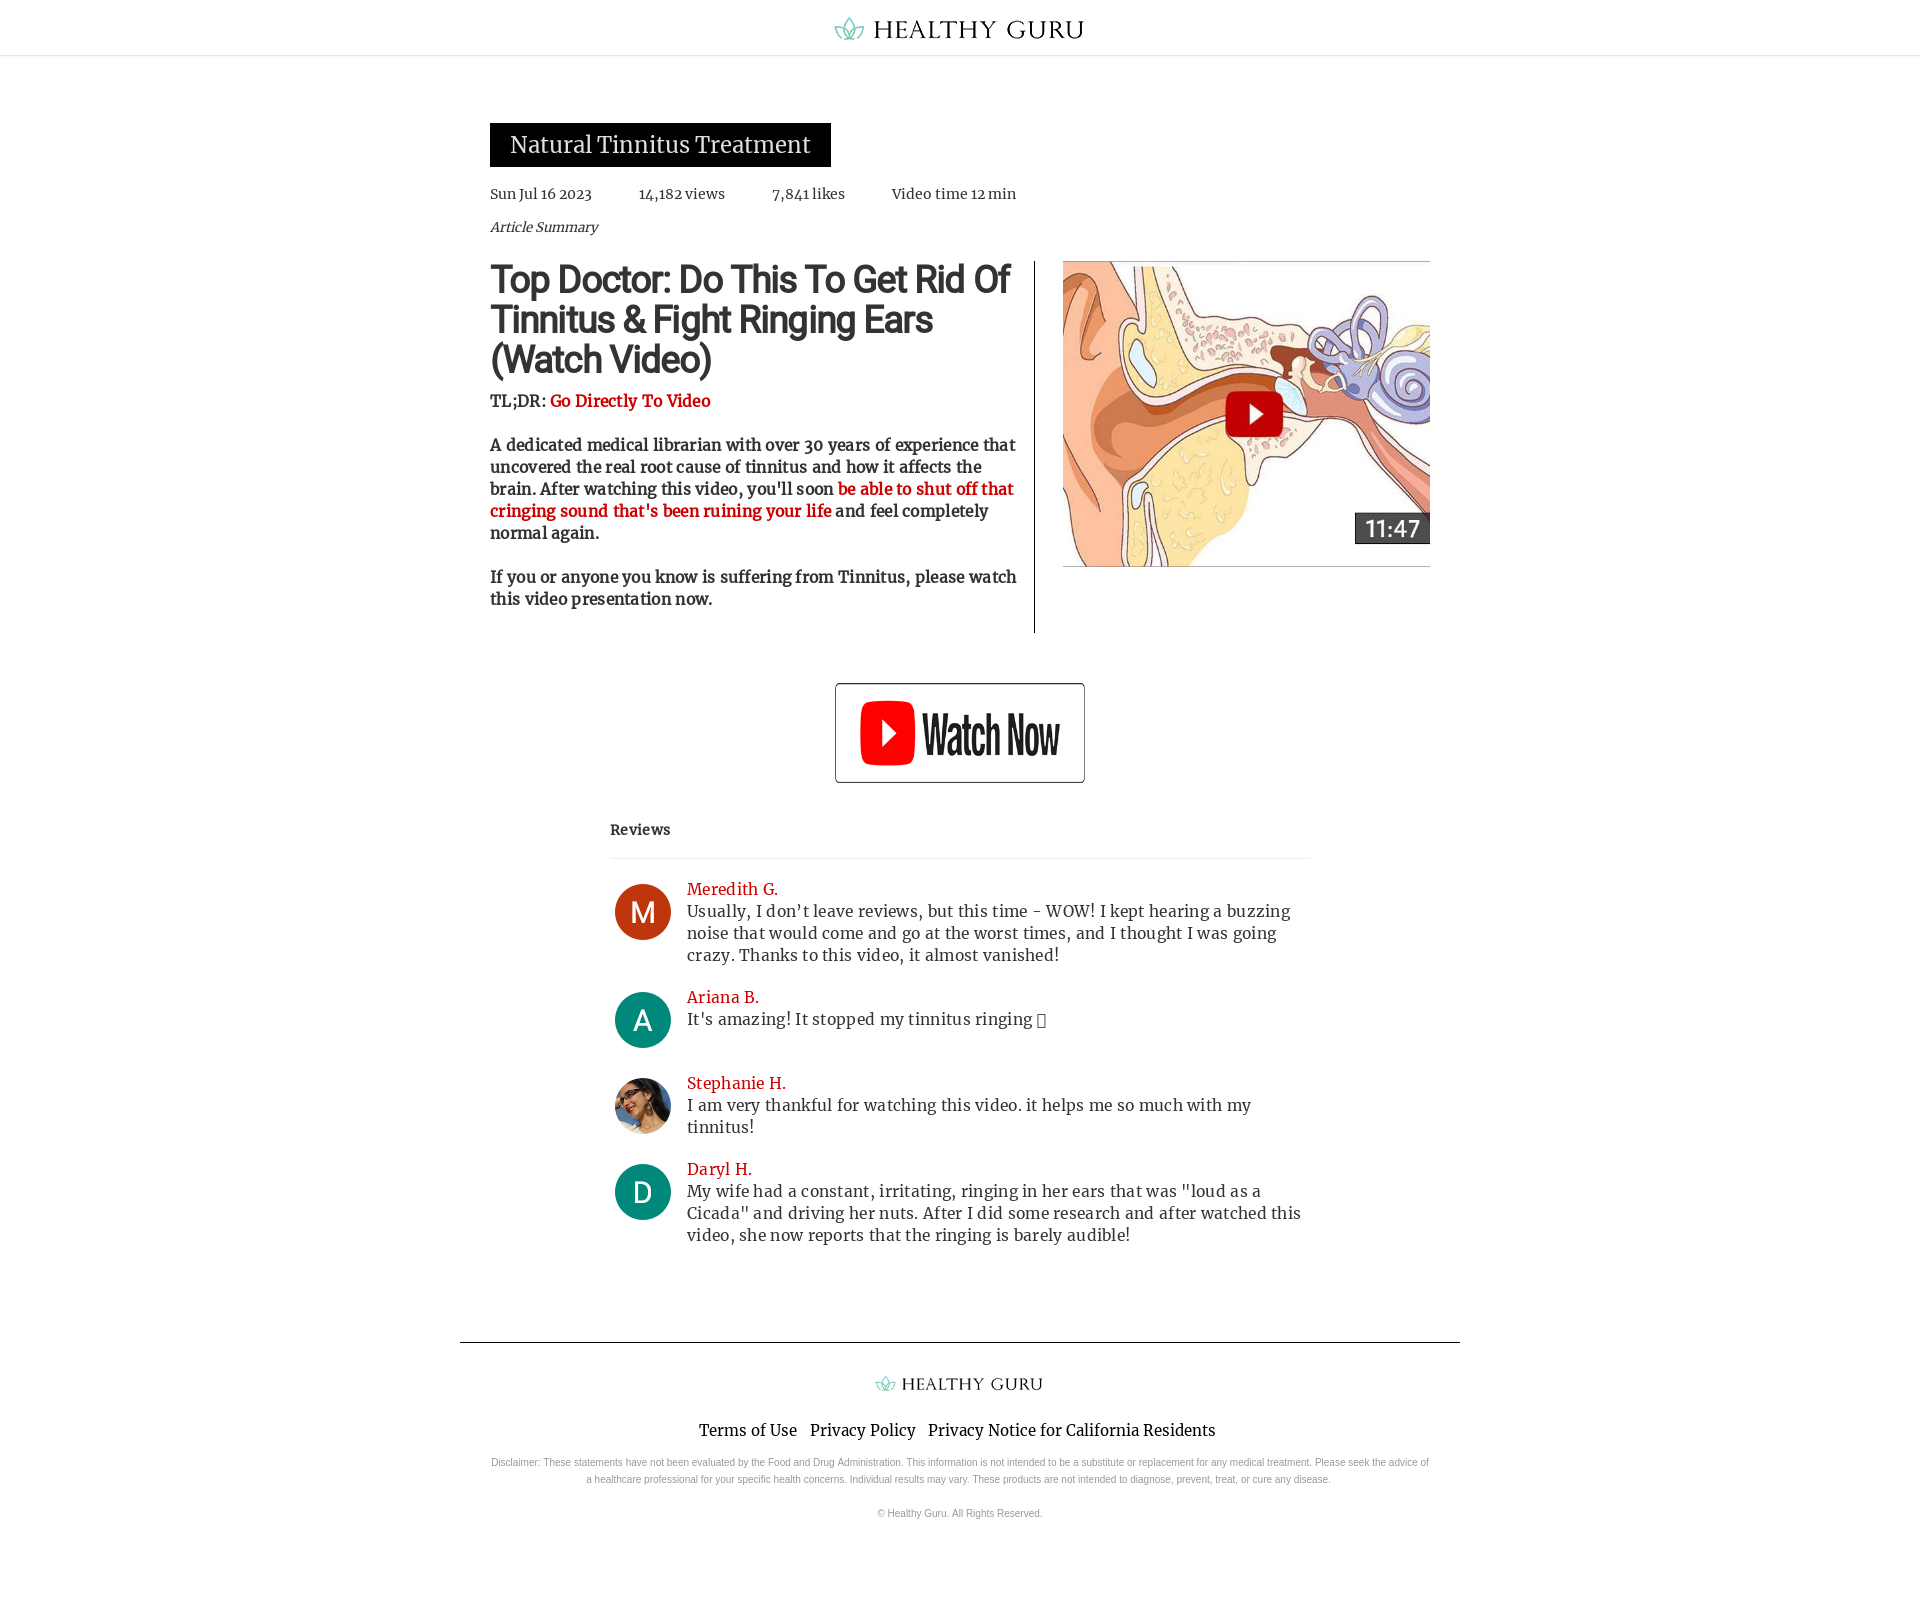 HEALTHY GURU
Natural Tinnitus Treatment
Sun Jul 16 2023 14,182 views 7,841 likes Video time 12 min
Article Summary
Top Doctor: Do This To Get Rid Of
Tinnitus & Fight Ringing Ears
(Watch Video)
TL;DR: Go Directly To Video
A dedicated medical librarian with over 30 years of experience that
uncovered the real root cause of tinnitus and how it affects the
brain. After watching this video, you'll soon be able to shut off that
cringing sound that's been ruining your life and feel completely
normal again.
If you or anyone you know is suffering from Tinnitus, please watch
this video presentation now.
11:47
Watch Now
Reviews
M
Meredith G.
Usually, I don’t leave reviews, but this time - WOW! I kept hearing a buzzing
noise that would come and go at the worst times, and I thought I was going
crazy. Thanks to this video, it almost vanished!
A
Ariana B.
It's amazing! It stopped my tinnitus ringing
Stephanie H.
I am very thankful for watching this video. it helps me so much with my
tinnitus!
D
Daryl H.
My wife had a constant, irritating, ringing in her ears that was "loud as a
Cicada" and driving her nuts. After I did some research and after watched this
video, she now reports that the ringing is barely audible!
HEALTHY GURU
Terms of Use Privacy Policy Privacy Notice for California Residents
Disclaimer: These statements have not been evaluated by the Food and Drug Administration. This information is not intended to be a substitute or replacement for any medical treatment. Please seek the advice of
a healthcare professional for your specific health concerns. Individual results may vary. These products are not intended to diagnose, prevent, treat, or cure any disease.
© Healthy Guru. All Rights Reserved.